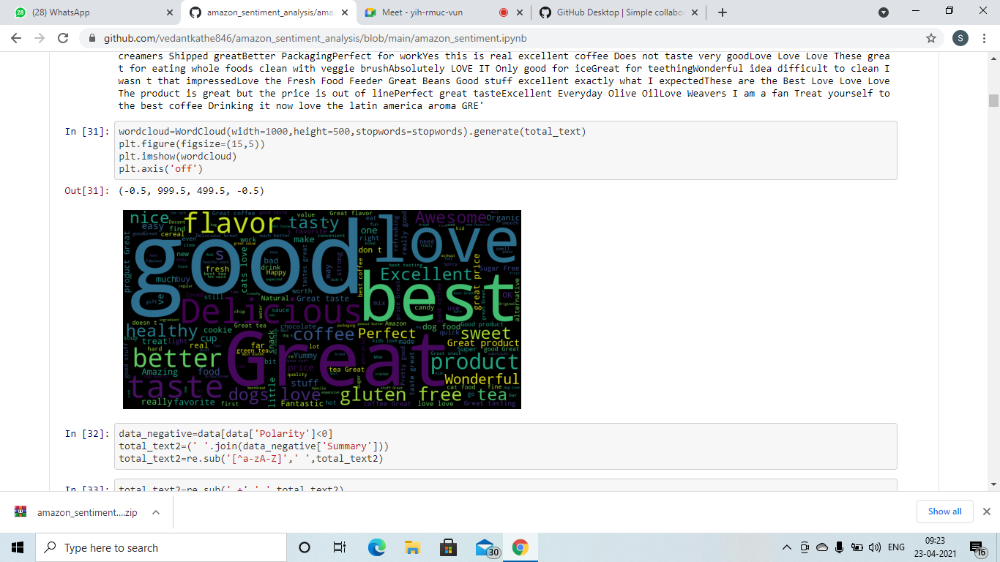 (28) WhatsApp
amazon_sentiment_analysis/ama
Meet - yih-rmuc-vun
GitHub Desktop | Simple collabo
github.com/vedantkathe846/amazon_sentiment_analysis/blob/main/amazon_sentiment.ipynb
S
creamers Shipped greatBetter PackagingPerfect for workYes this is real excellent coffee Does not taste very goodLove Love Love These grea
t for eating whole foods clean with veggie brushAbsolutely LOVE IT Only good for iceGreat for teethingWonderful idea difficult to clean I
wasn t that impressedLove the Fresh Food Feeder Great Beans Good stuff excellent exactly what I expectedThese are the Best Love Love Love
The product is great but the price is out of linePerfect great tasteExcellent Everyday Olive OilLove Weavers I am a fan Treat yourself to
the best coffee Drinking it now love the latin america aroma GRE'
In [31]: wordcloud=WordCloud(width=1000,height=500,stopwords=stopwords).generate(total_text)
plt.figure(figsize=(15,5))
plt.imshow(wordcloud)
plt.axis('off')
Out[31]: (-0.5, 999.5, 499.5, -0.5)
nice
flavor
tasty
Great flavor
Awesome
Organic
easy
find
cereal
value
make
one
right
don t
good
love
product Great
new
work
bad
drink
Happy
fresh
much
buy
cats love
way
strong
best
Excellent
great price
Sugar Free
OK
alternative
still
Natural
worth
Great taste
mix
candy
use
Delicious
healthy
cookie
sauce
chocolate
coffee
Amazon
Perfect
dog food
Good product
quick
sweet
treat
light
cup
real
far
green tea
snack
lot
Yummy
made
Great product
Super
good Great
better
Great
tea Great
product
Amazing
food
bit
price
quality
stuff
Wonderful
taste
dogs love
little
gluten free
cat food
fine
go
tea
bar
really
favorite
first
Fantastic
hot
coffee Great
love love
Great tasting
In [32]: data_negative=data[data['Polarity']<0]
total_text2=(' '.join(data_negative['Summary']))
total_text2=re.sub('[^a-zA-Z]',' ',total_text2)
In [33]: total_text2=re.sub(' +',' ',total_text2)
amazon_sentiment....zip
Show all
Type here to search
30
ENG
09:23
23-04-2021
16